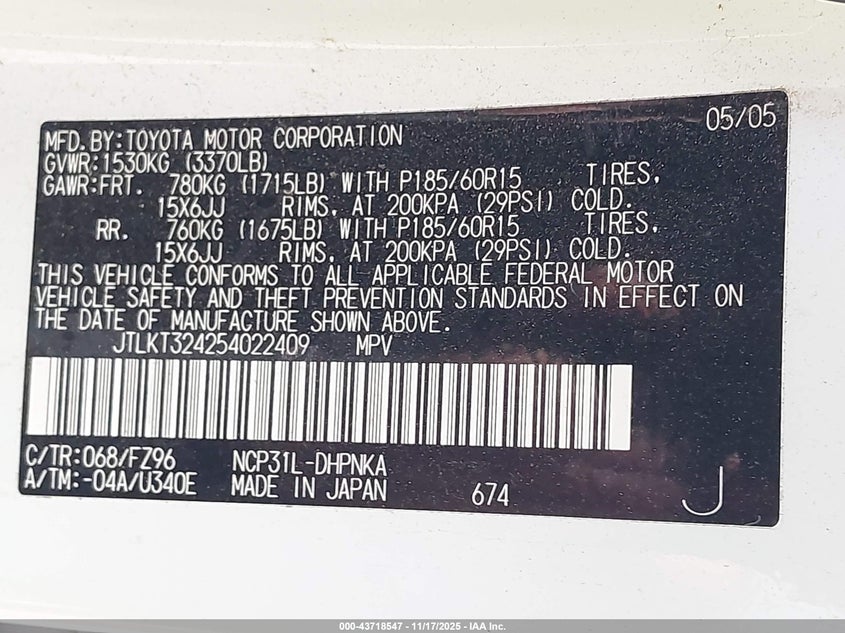 05/05
MFD.BY:TOYOTA MOTOR CORPORATION
GVWR:1530KG (3370LB)
GAWR:FRT. 780KG (1715LB) WITH P185/60R15 TIRES,
15X6JJ RIMS, AT 200KPA (29PSI) COLD.
RR. 760KG (1675LB) WITH P185/60R15 TIRES,
15X6JJ RIMS, AT 200KPA (29PSI) COLD.
THIS VEHICLE CONFORMS TO ALL APPLICABLE FEDERAL MOTOR
VEHICLE SAFETY AND THEFT PREVENTION STANDARDS IN EFFECT ON
THE DATE OF MANUFACTURE SHOWN ABOVE.
JTLKT324254022409 MPV
C/TR:068/FZ96 NCP31L-DHPNKA
A/TM:-04A/U340E MADE IN JAPAN 674 J
000-43718547 - 11/17/2025 - IAA Inc.